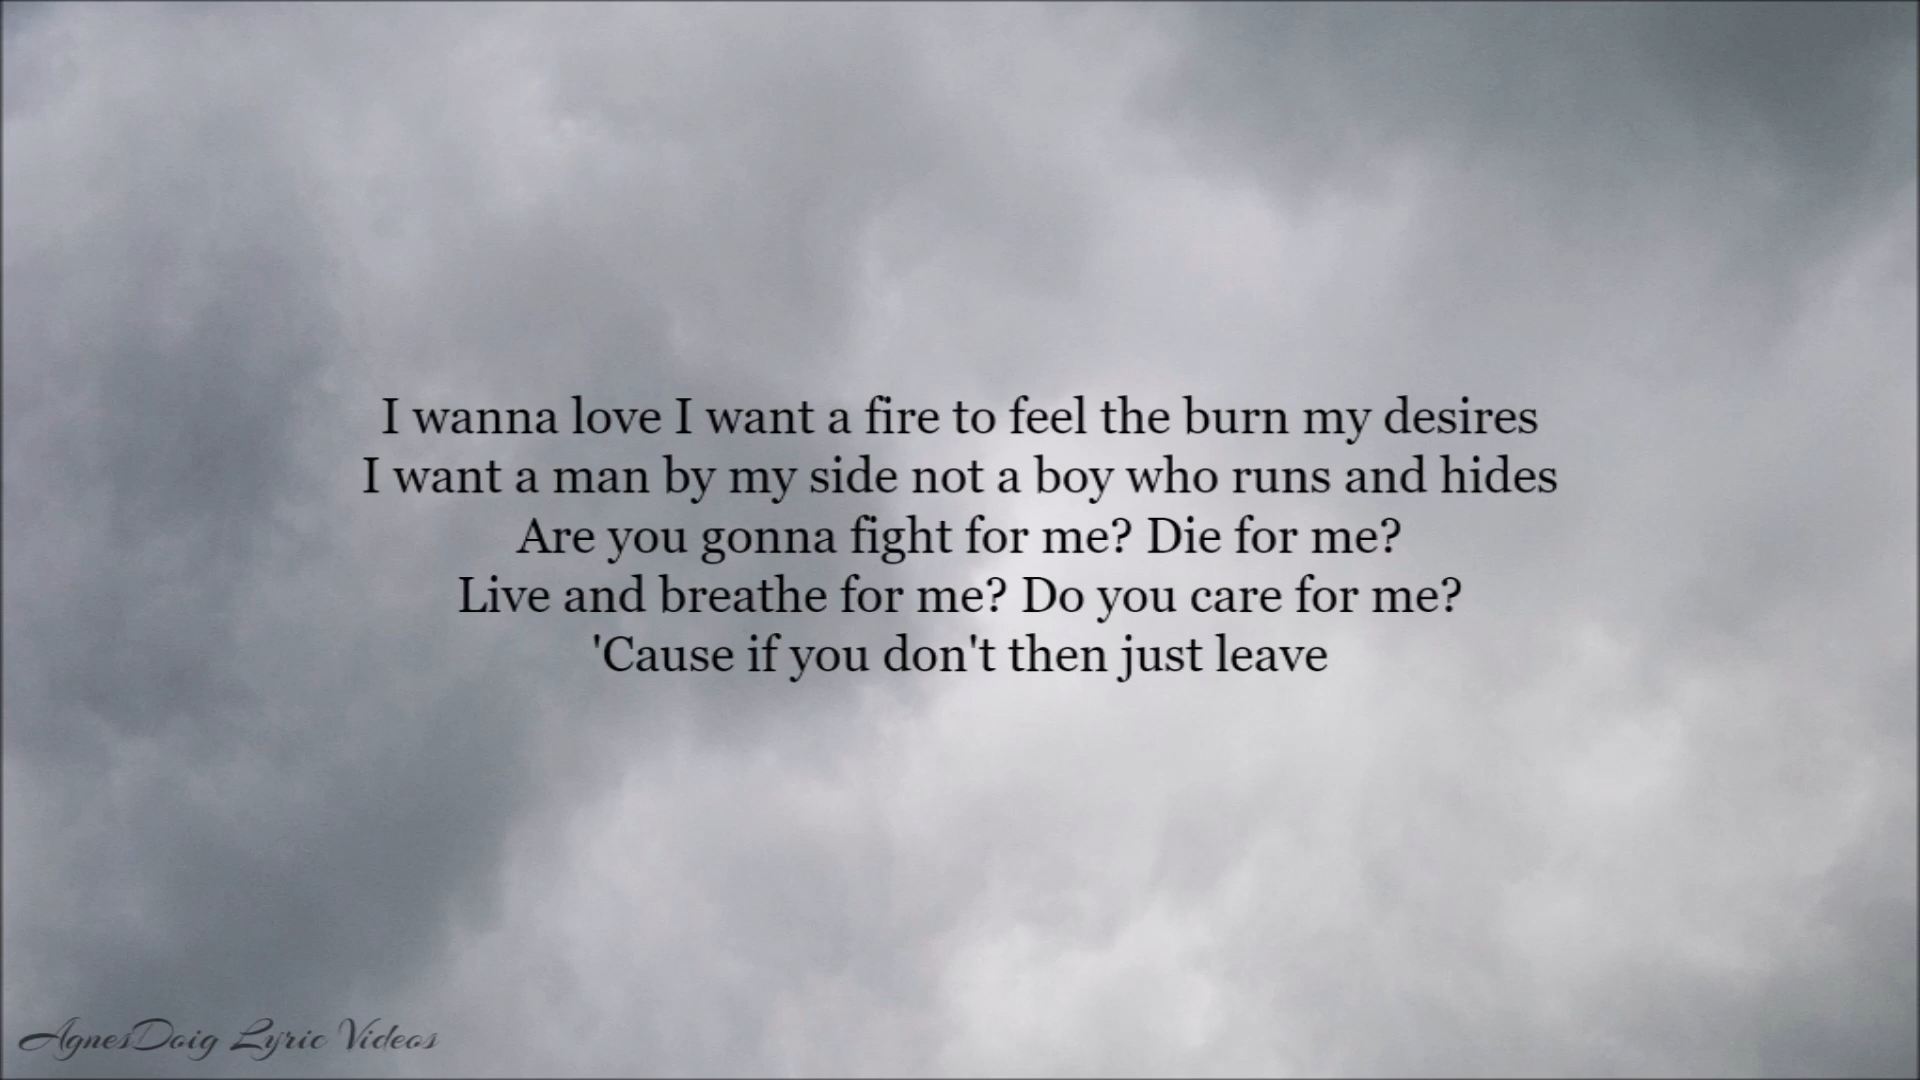 I wanna love I want a fire to feel the burn my desires
I want a man by my side not a boy who runs and hides
Are you gonna fight for me? Die for me?
Live and breathe for me? Do you care for me?
'Cause if you don't then just leave
AgnesDoig Lyric Videos